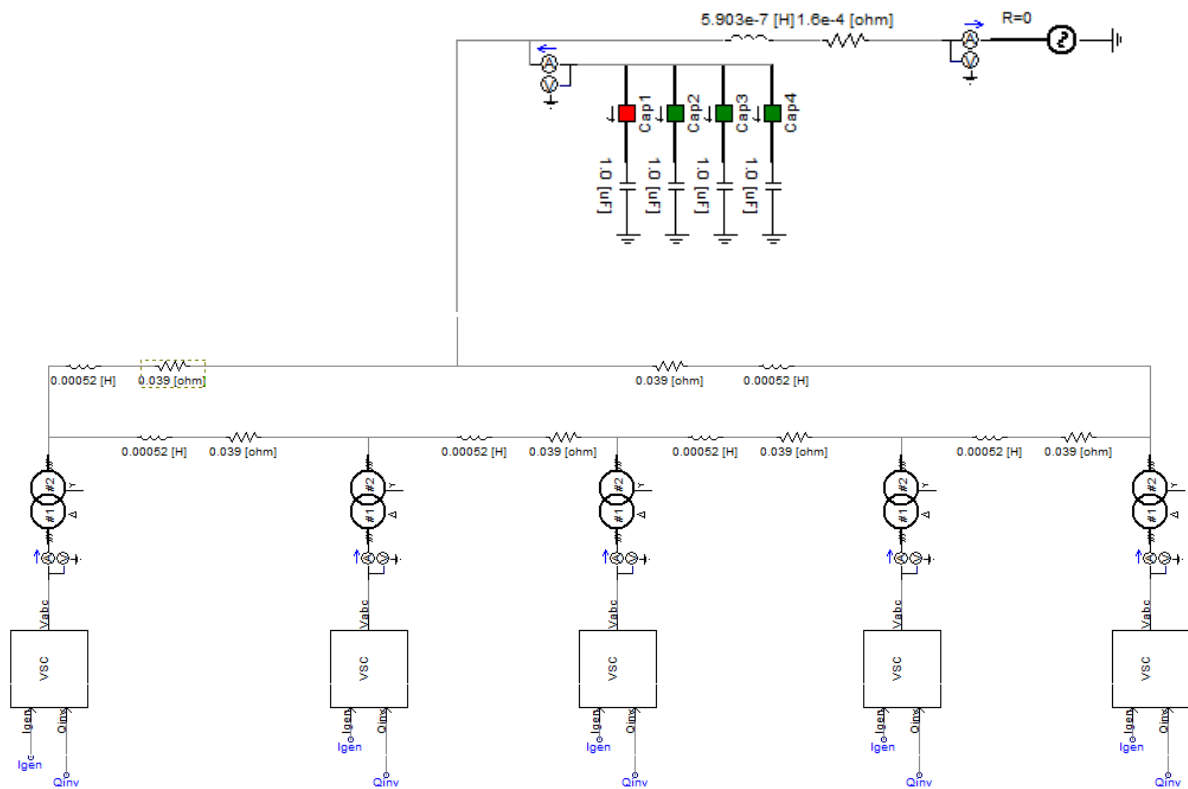 5.903e-7 [H] 1.6e-4 [ohm]
R=0
A
V
A
V
Cap1
Cap2
Cap3
Cap4
1.0 [uF]
1.0 [uF]
1.0 [uF]
1.0 [uF]
0.00052 [H]
0.039 [ohm]
0.039 [ohm]
0.00052 [H]
0.00052 [H]
0.039 [ohm]
0.00052 [H]
0.039 [ohm]
0.00052 [H]
0.039 [ohm]
0.00052 [H]
0.039 [ohm]
#2
#1
#2
#1
#2
#1
#2
#1
#2
#1
A V
A V
A V
A V
A V
Vabc
Vabc
Vabc
Vabc
Vabc
VSC
VSC
VSC
VSC
VSC
Igen
Qinv
Igen
Qinv
Igen
Qinv
Igen
Qinv
Igen
Qinv
Igen
Igen
Igen
Igen
Igen
Qinv
Qinv
Qinv
Qinv
Qinv